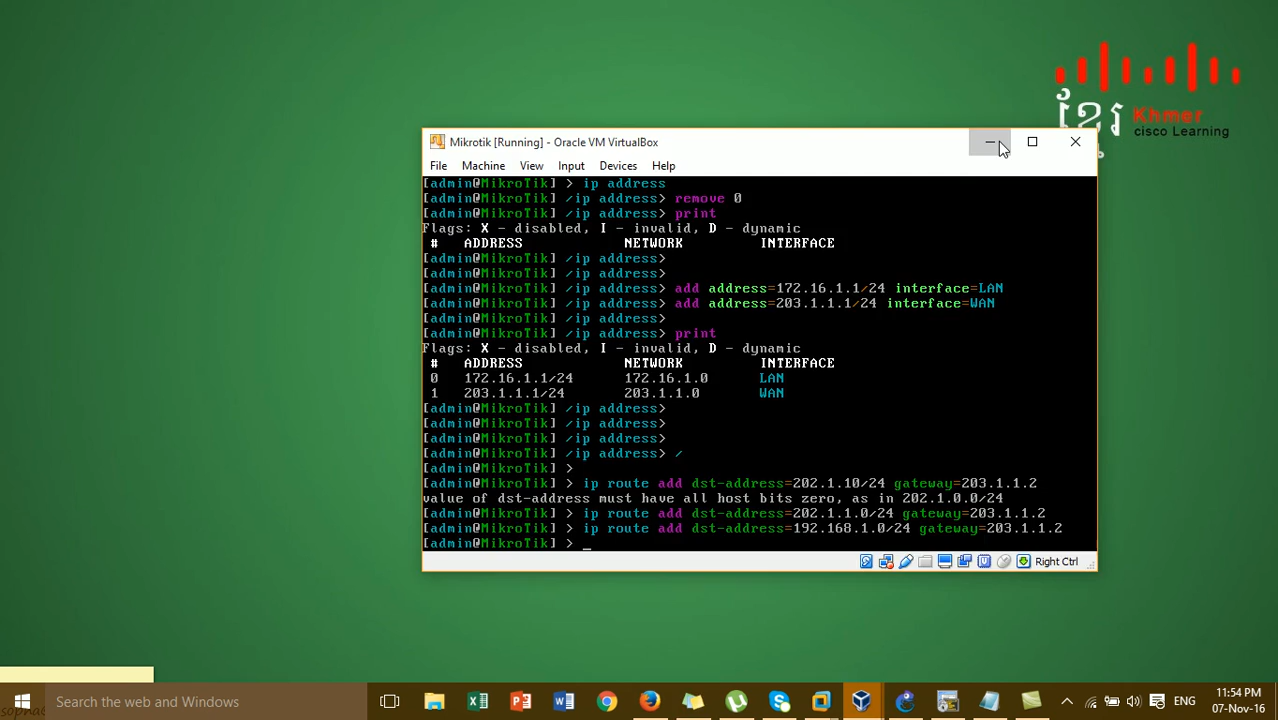 ខ្មែរ Khmer
cisco Learning
Mikrotik [Running] - Oracle VM VirtualBox
File Machine View Input Devices Help
[admin@MikroTik] > ip address
[admin@MikroTik] /ip address> remove 0
[admin@MikroTik] /ip address> print
Flags: X - disabled, I - invalid, D - dynamic
# ADDRESS NETWORK INTERFACE
[admin@MikroTik] /ip address>
[admin@MikroTik] /ip address>
[admin@MikroTik] /ip address> add address=172.16.1.1/24 interface=LAN
[admin@MikroTik] /ip address> add address=203.1.1.1/24 interface=WAN
[admin@MikroTik] /ip address>
[admin@MikroTik] /ip address> print
Flags: X - disabled, I - invalid, D - dynamic
# ADDRESS NETWORK INTERFACE
0 172.16.1.1/24 172.16.1.0 LAN
1 203.1.1.1/24 203.1.1.0 WAN
[admin@MikroTik] /ip address>
[admin@MikroTik] /ip address>
[admin@MikroTik] /ip address>
[admin@MikroTik] /ip address> /
[admin@MikroTik] >
[admin@MikroTik] > ip route add dst-address=202.1.10/24 gateway=203.1.1.2
value of dst-address must have all host bits zero, as in 202.1.0.0/24
[admin@MikroTik] > ip route add dst-address=202.1.1.0/24 gateway=203.1.1.2
[admin@MikroTik] > ip route add dst-address=192.168.1.0/24 gateway=203.1.1.2
[admin@MikroTik] > _
Right Ctrl
Search the web and Windows
ENG
11:54 PM
07-Nov-16